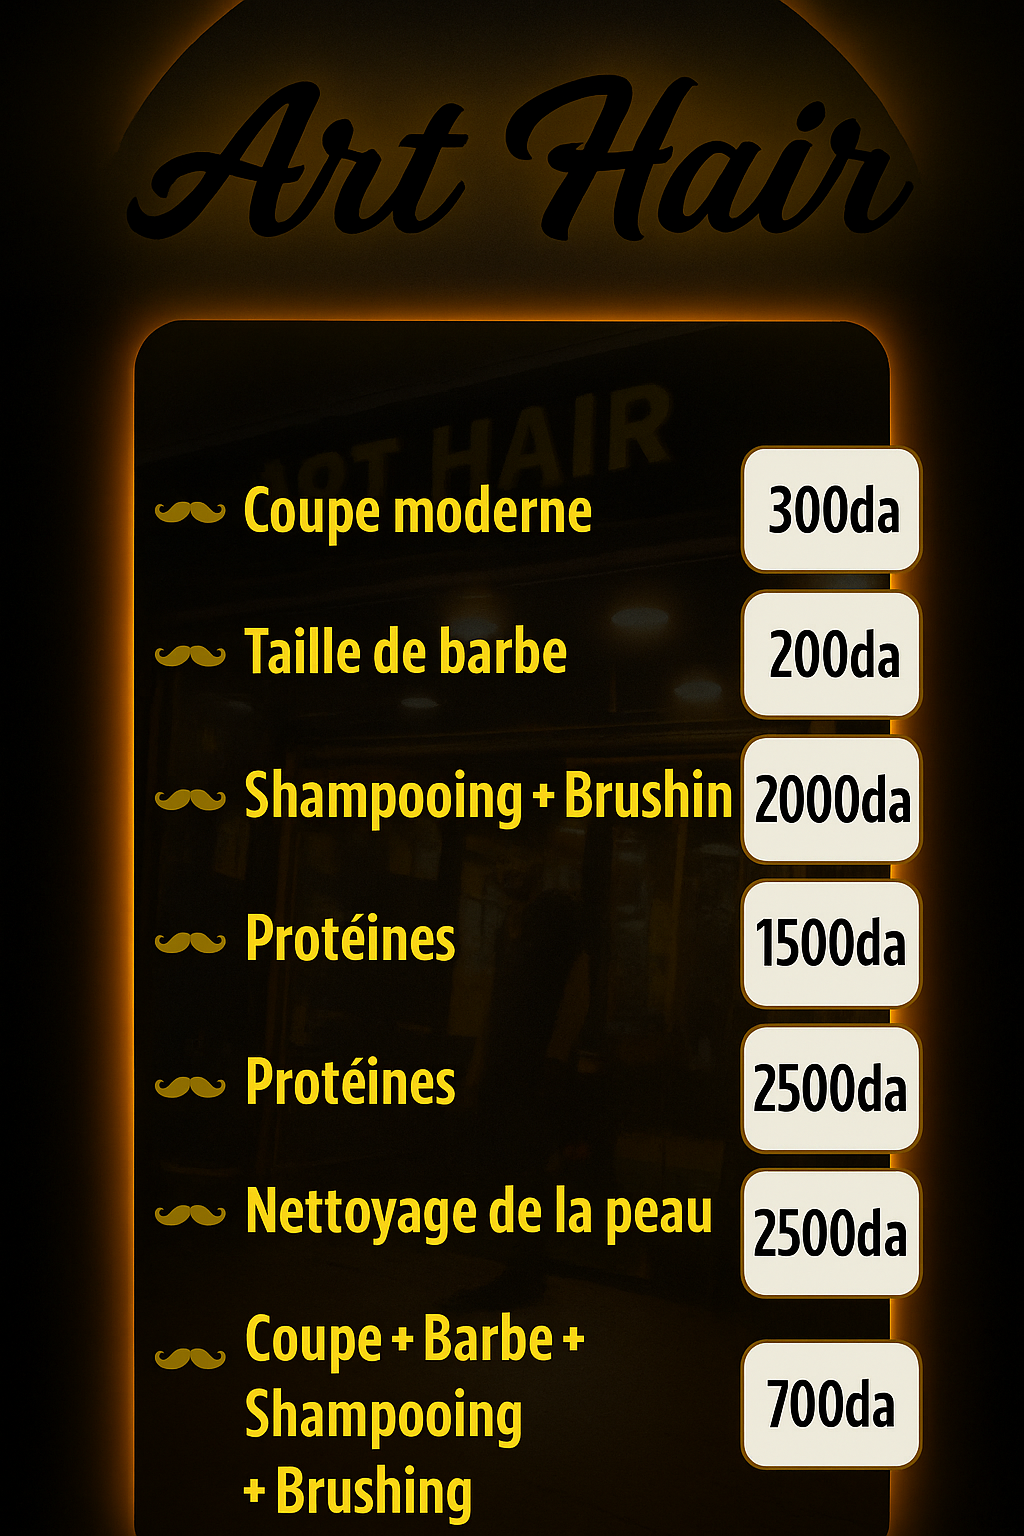 Art Hair
ART HAIR
Coupe moderne 300da
Taille de barbe 200da
Shampooing + Brushin 2000da
Protéines 1500da
Protéines 2500da
Nettoyage de la peau 2500da
Coupe + Barbe +
Shampooing 700da
+ Brushing